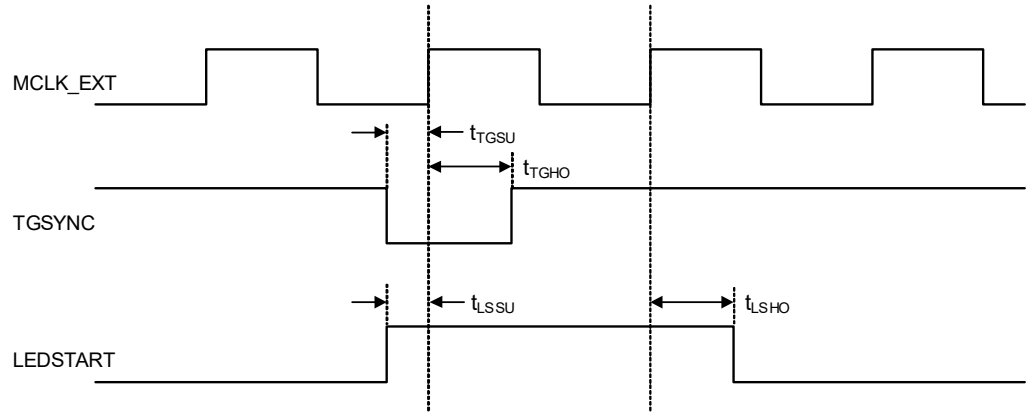 MCLK_EXT
tTGSU
tTGHO
TGSYNC
tLSSU
tLSHO
LEDSTART